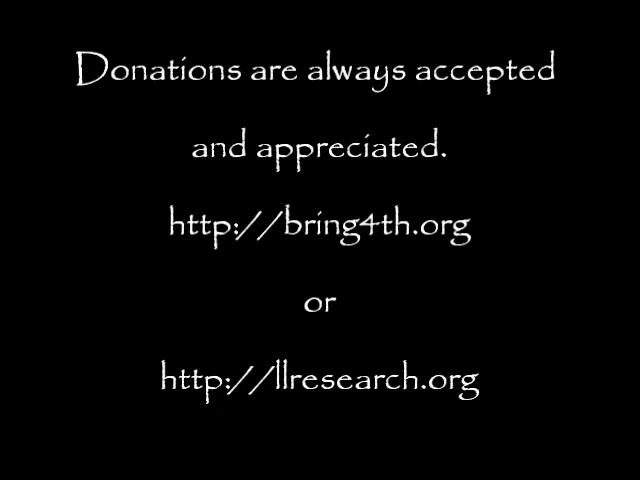 Donations are always accepted
and appreciated.
http://bring4th.org
or
http://llresearch.org